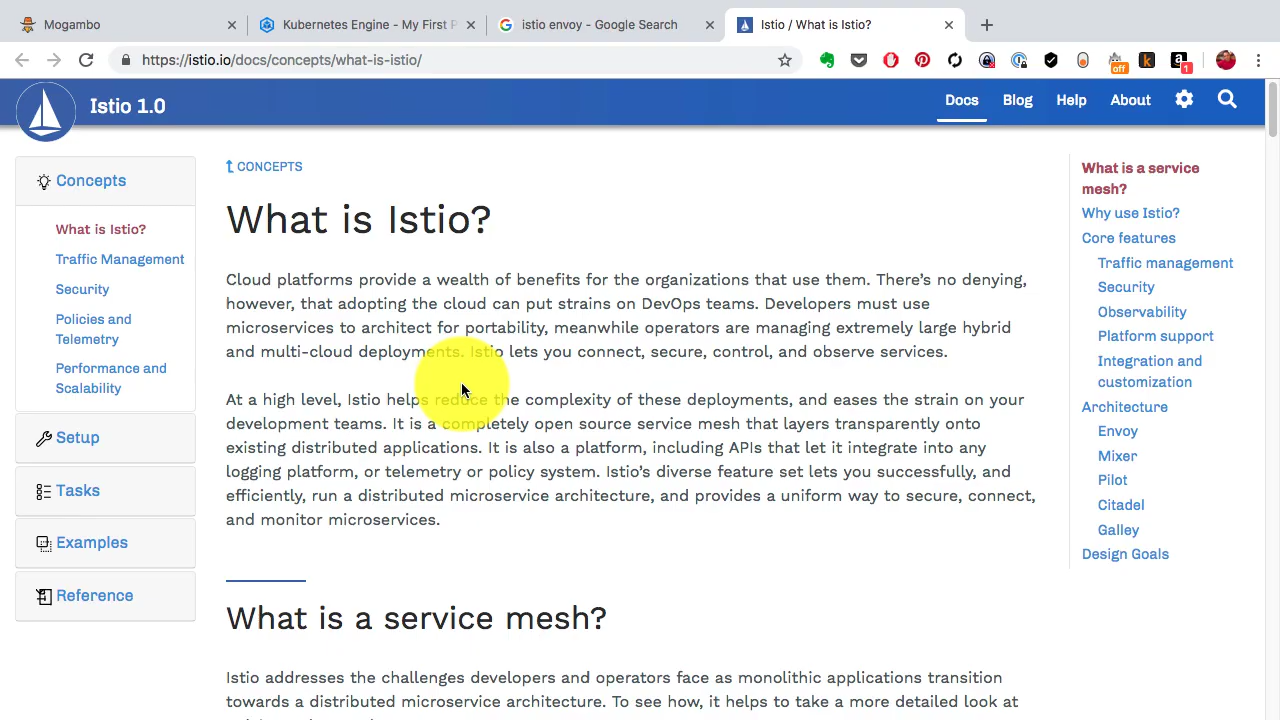 Mogambo
Kubernetes Engine - My First P
istio envoy - Google Search
Istio / What is Istio?
https://istio.io/docs/concepts/what-is-istio/
off
k
a
1
Istio 1.0
Docs
Blog
Help
About
Concepts
What is Istio?
Traffic Management
Security
Policies and
Telemetry
Performance and
Scalability
Setup
Tasks
Examples
Reference
CONCEPTS
What is Istio?
Cloud platforms provide a wealth of benefits for the organizations that use them. There's no denying,
however, that adopting the cloud can put strains on DevOps teams. Developers must use
microservices to architect for portability, meanwhile operators are managing extremely large hybrid
and multi-cloud deployments. Istio lets you connect, secure, control, and observe services.
At a high level, Istio helps reduce the complexity of these deployments, and eases the strain on your
development teams. It is a completely open source service mesh that layers transparently onto
existing distributed applications. It is also a platform, including APIs that let it integrate into any
logging platform, or telemetry or policy system. Istio's diverse feature set lets you successfully, and
efficiently, run a distributed microservice architecture, and provides a uniform way to secure, connect,
and monitor microservices.
What is a service mesh?
Istio addresses the challenges developers and operators face as monolithic applications transition
towards a distributed microservice architecture. To see how, it helps to take a more detailed look at
What is a service
mesh?
Why use Istio?
Core features
Traffic management
Security
Observability
Platform support
Integration and
customization
Architecture
Envoy
Mixer
Pilot
Citadel
Galley
Design Goals